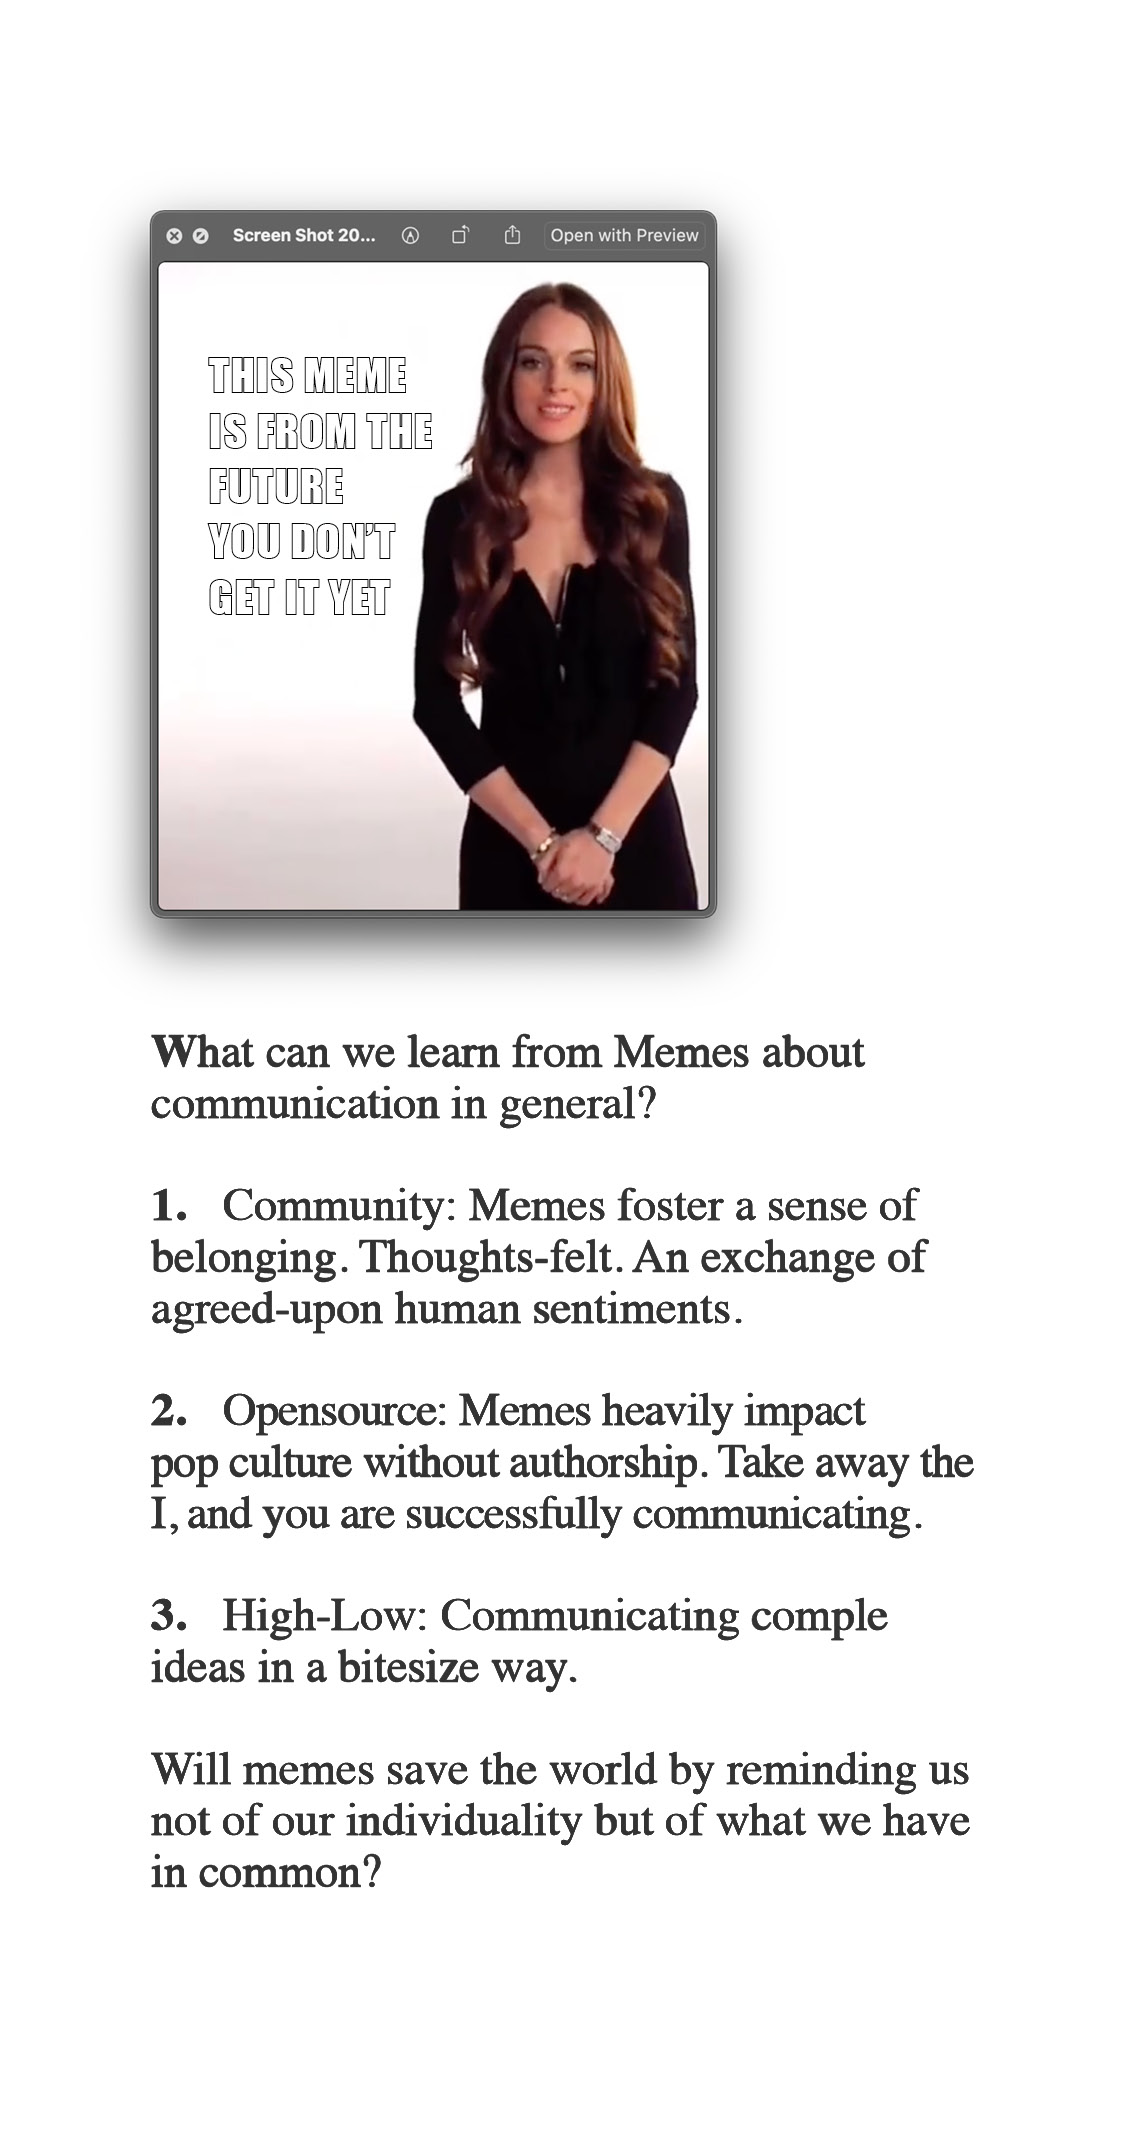 Screen Shot 20... Open with Preview
THIS MEME
IS FROM THE
FUTURE
YOU DON'T
GET IT YET
What can we learn from Memes about
communication in general?
1. Community: Memes foster a sense of
belonging. Thoughts-felt. An exchange of
agreed-upon human sentiments.
2. Opensource: Memes heavily impact
pop culture without authorship. Take away the
I, and you are successfully communicating.
3. High-Low: Communicating comple
ideas in a bitesize way.
Will memes save the world by reminding us
not of our individuality but of what we have
in common?